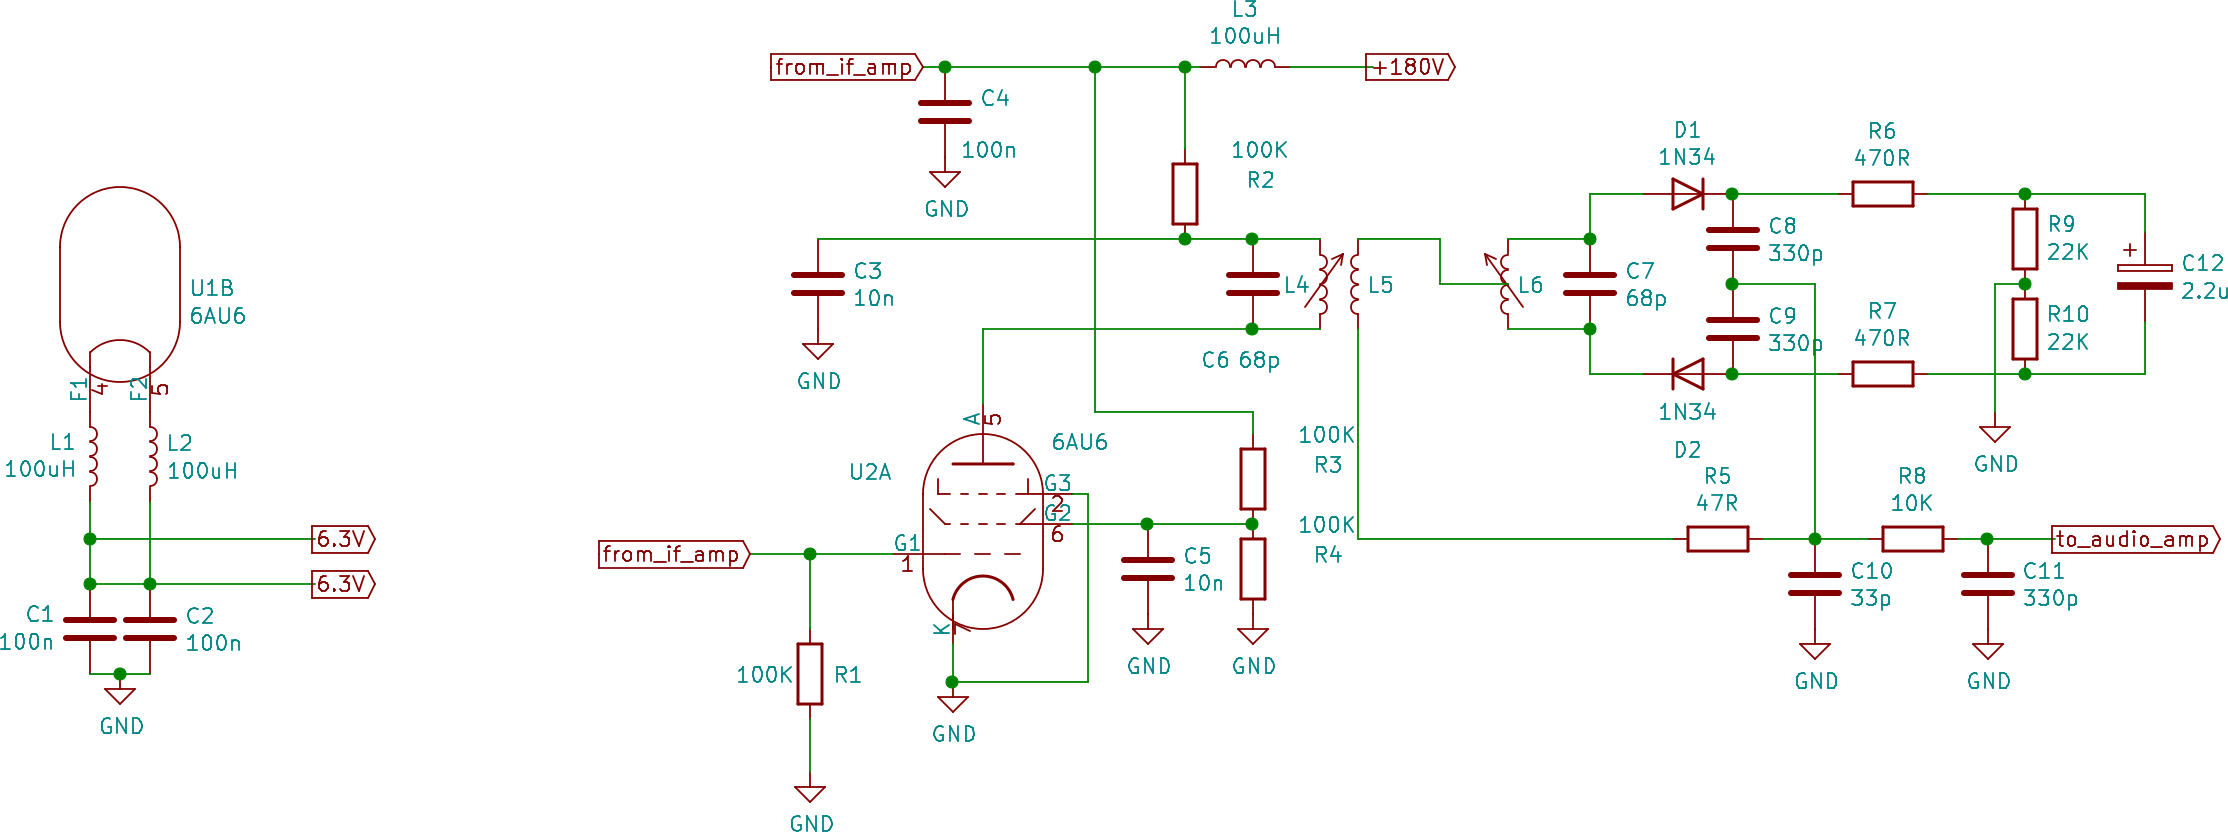 L3
100uH
from_if_amp
+180V
C4
100n
GND
100K
R2
D1
1N34
R6
470R
C8
330p
R9
22K
C3
10n
GND
L4
L5
L6
C7
68p
C12
2.2u
U1B
6AU6
C9
330p
R7
470R
R10
22K
C6 68p
F1
4
F2
5
1N34
D2
GND
A
5
6AU6
U2A
100K
R3
L1
100uH
L2
100uH
G3
2
G2
6
R5
47R
R8
10K
6.3V
6.3V
from_if_amp
G1
1
C5
10n
100K
R4
to_audio_amp
C10
33p
C11
330p
C1
100n
C2
100n
K
7
GND
GND
GND
GND
100K
R1
GND
GND
GND